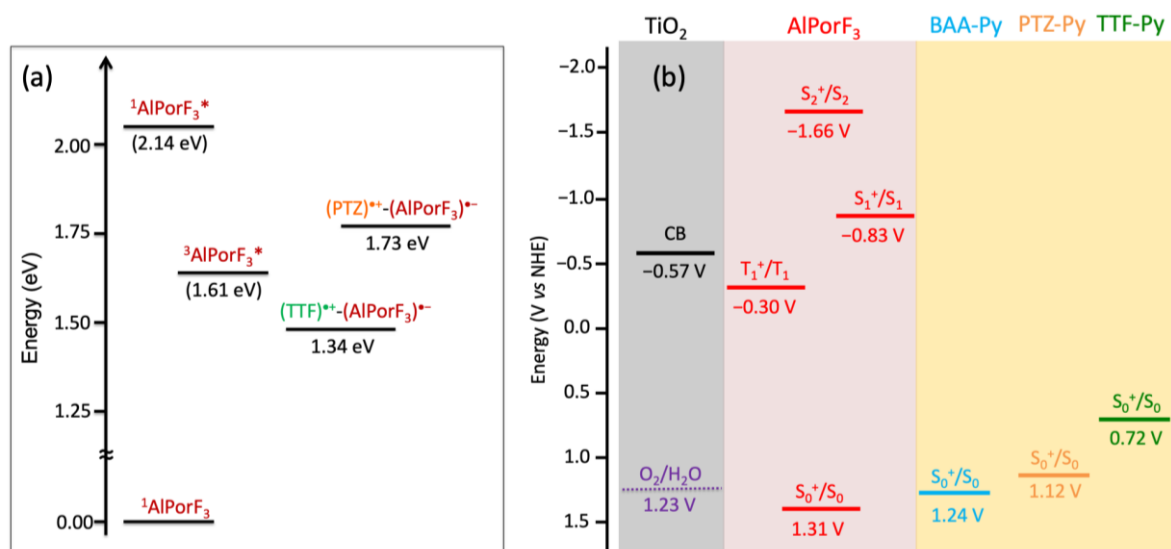 (a)
Energy (eV)
2.00
1.75
1.50
1.25
0.00
¹AlPorF₃*
(2.14 eV)
(PTZ)•⁺-(AlPorF₃)•⁻
1.73 eV
³AlPorF₃*
(1.61 eV)
(TTF)•⁺-(AlPorF₃)•⁻
1.34 eV
¹AlPorF₃
TiO₂ AlPorF₃ BAA-Py PTZ-Py TTF-Py
(b)
Energy (V vs NHE)
−2.0
−1.5
−1.0
−0.5
0.0
0.5
1.0
1.5
S₂⁺/S₂
−1.66 V
S₁⁺/S₁
−0.83 V
CB
−0.57 V
T₁⁺/T₁
−0.30 V
S₀⁺/S₀
0.72 V
O₂/H₂O
1.23 V
S₀⁺/S₀
1.31 V
S₀⁺/S₀
1.24 V
S₀⁺/S₀
1.12 V